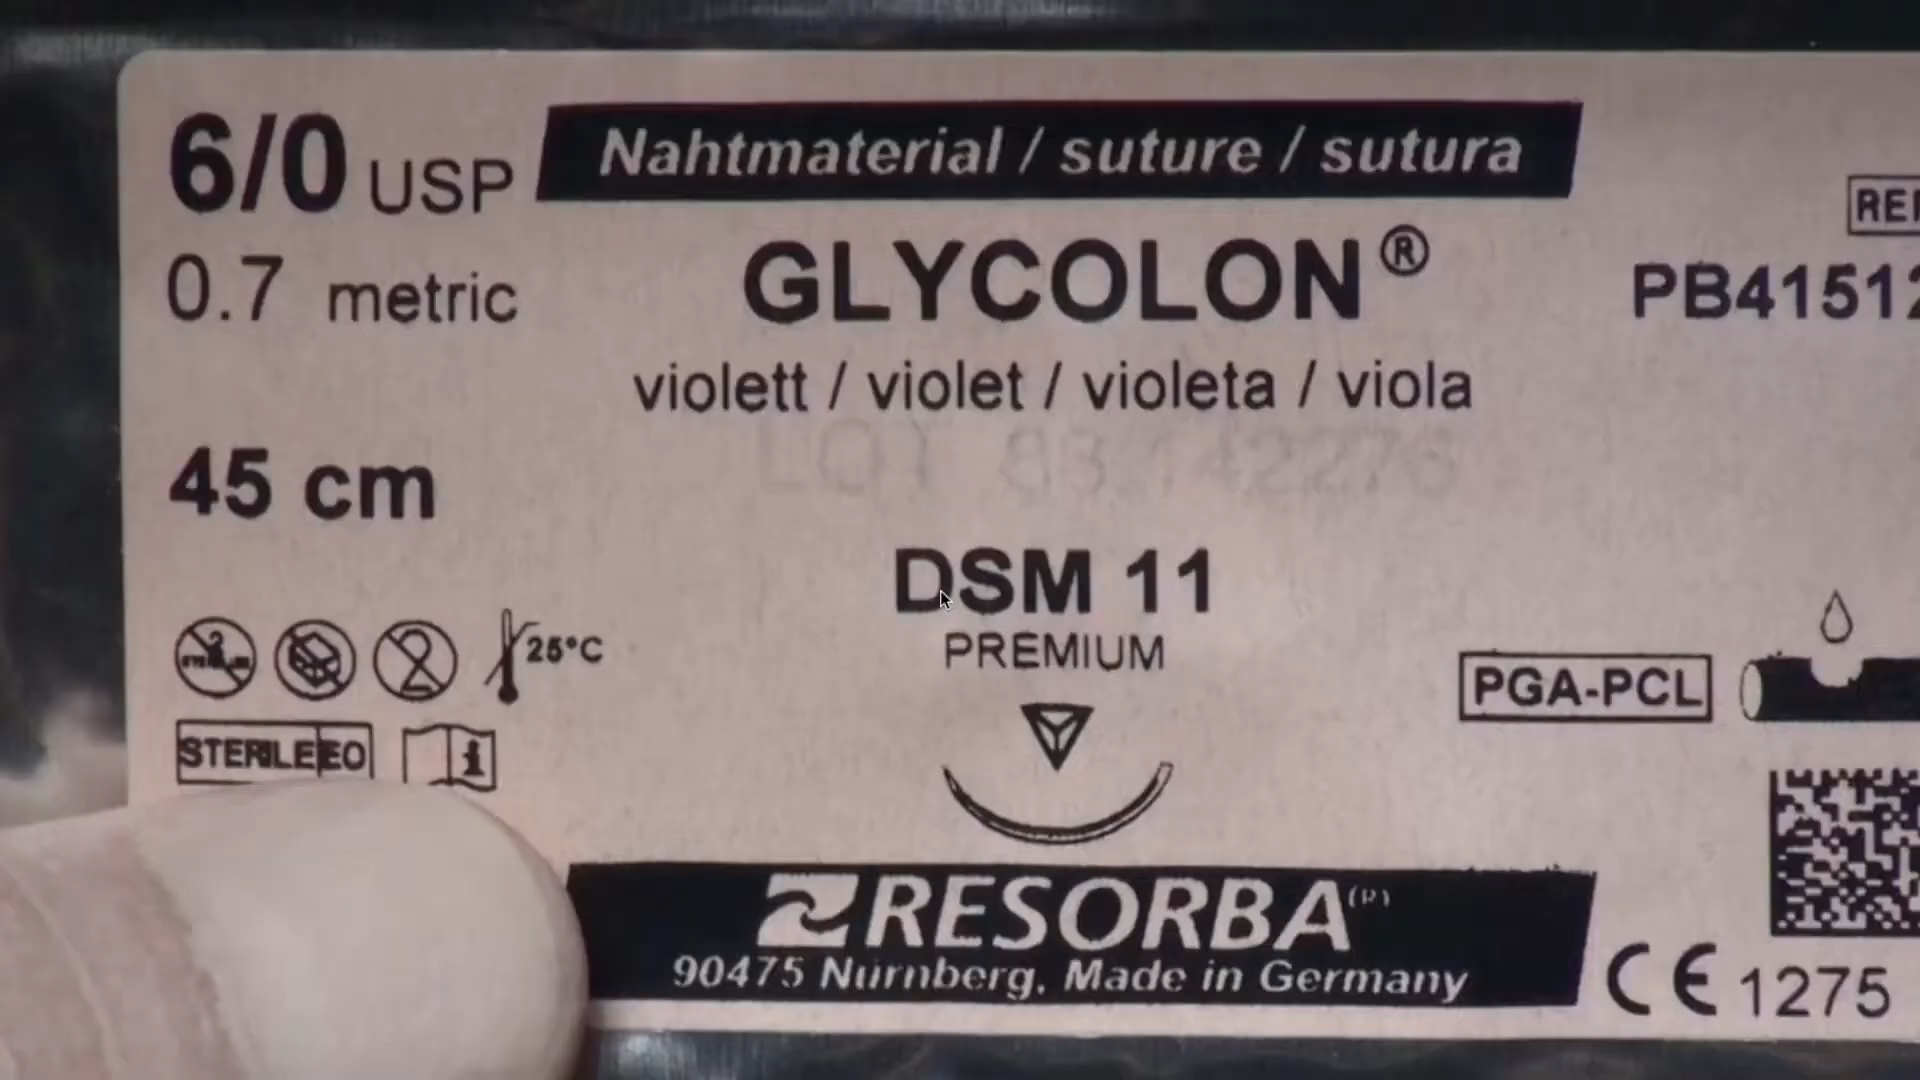 6/0 USP
Nahtmaterial / suture / sutura
0.7 metric
GLYCOLON®
PB41512
violett / violet / violeta / viola
45 cm
LOT
DSM 11
PREMIUM
25°C
PGA-PCL
STERILE EO
i
RESORBA(R)
90475 Nürnberg, Made in Germany
CE 1275